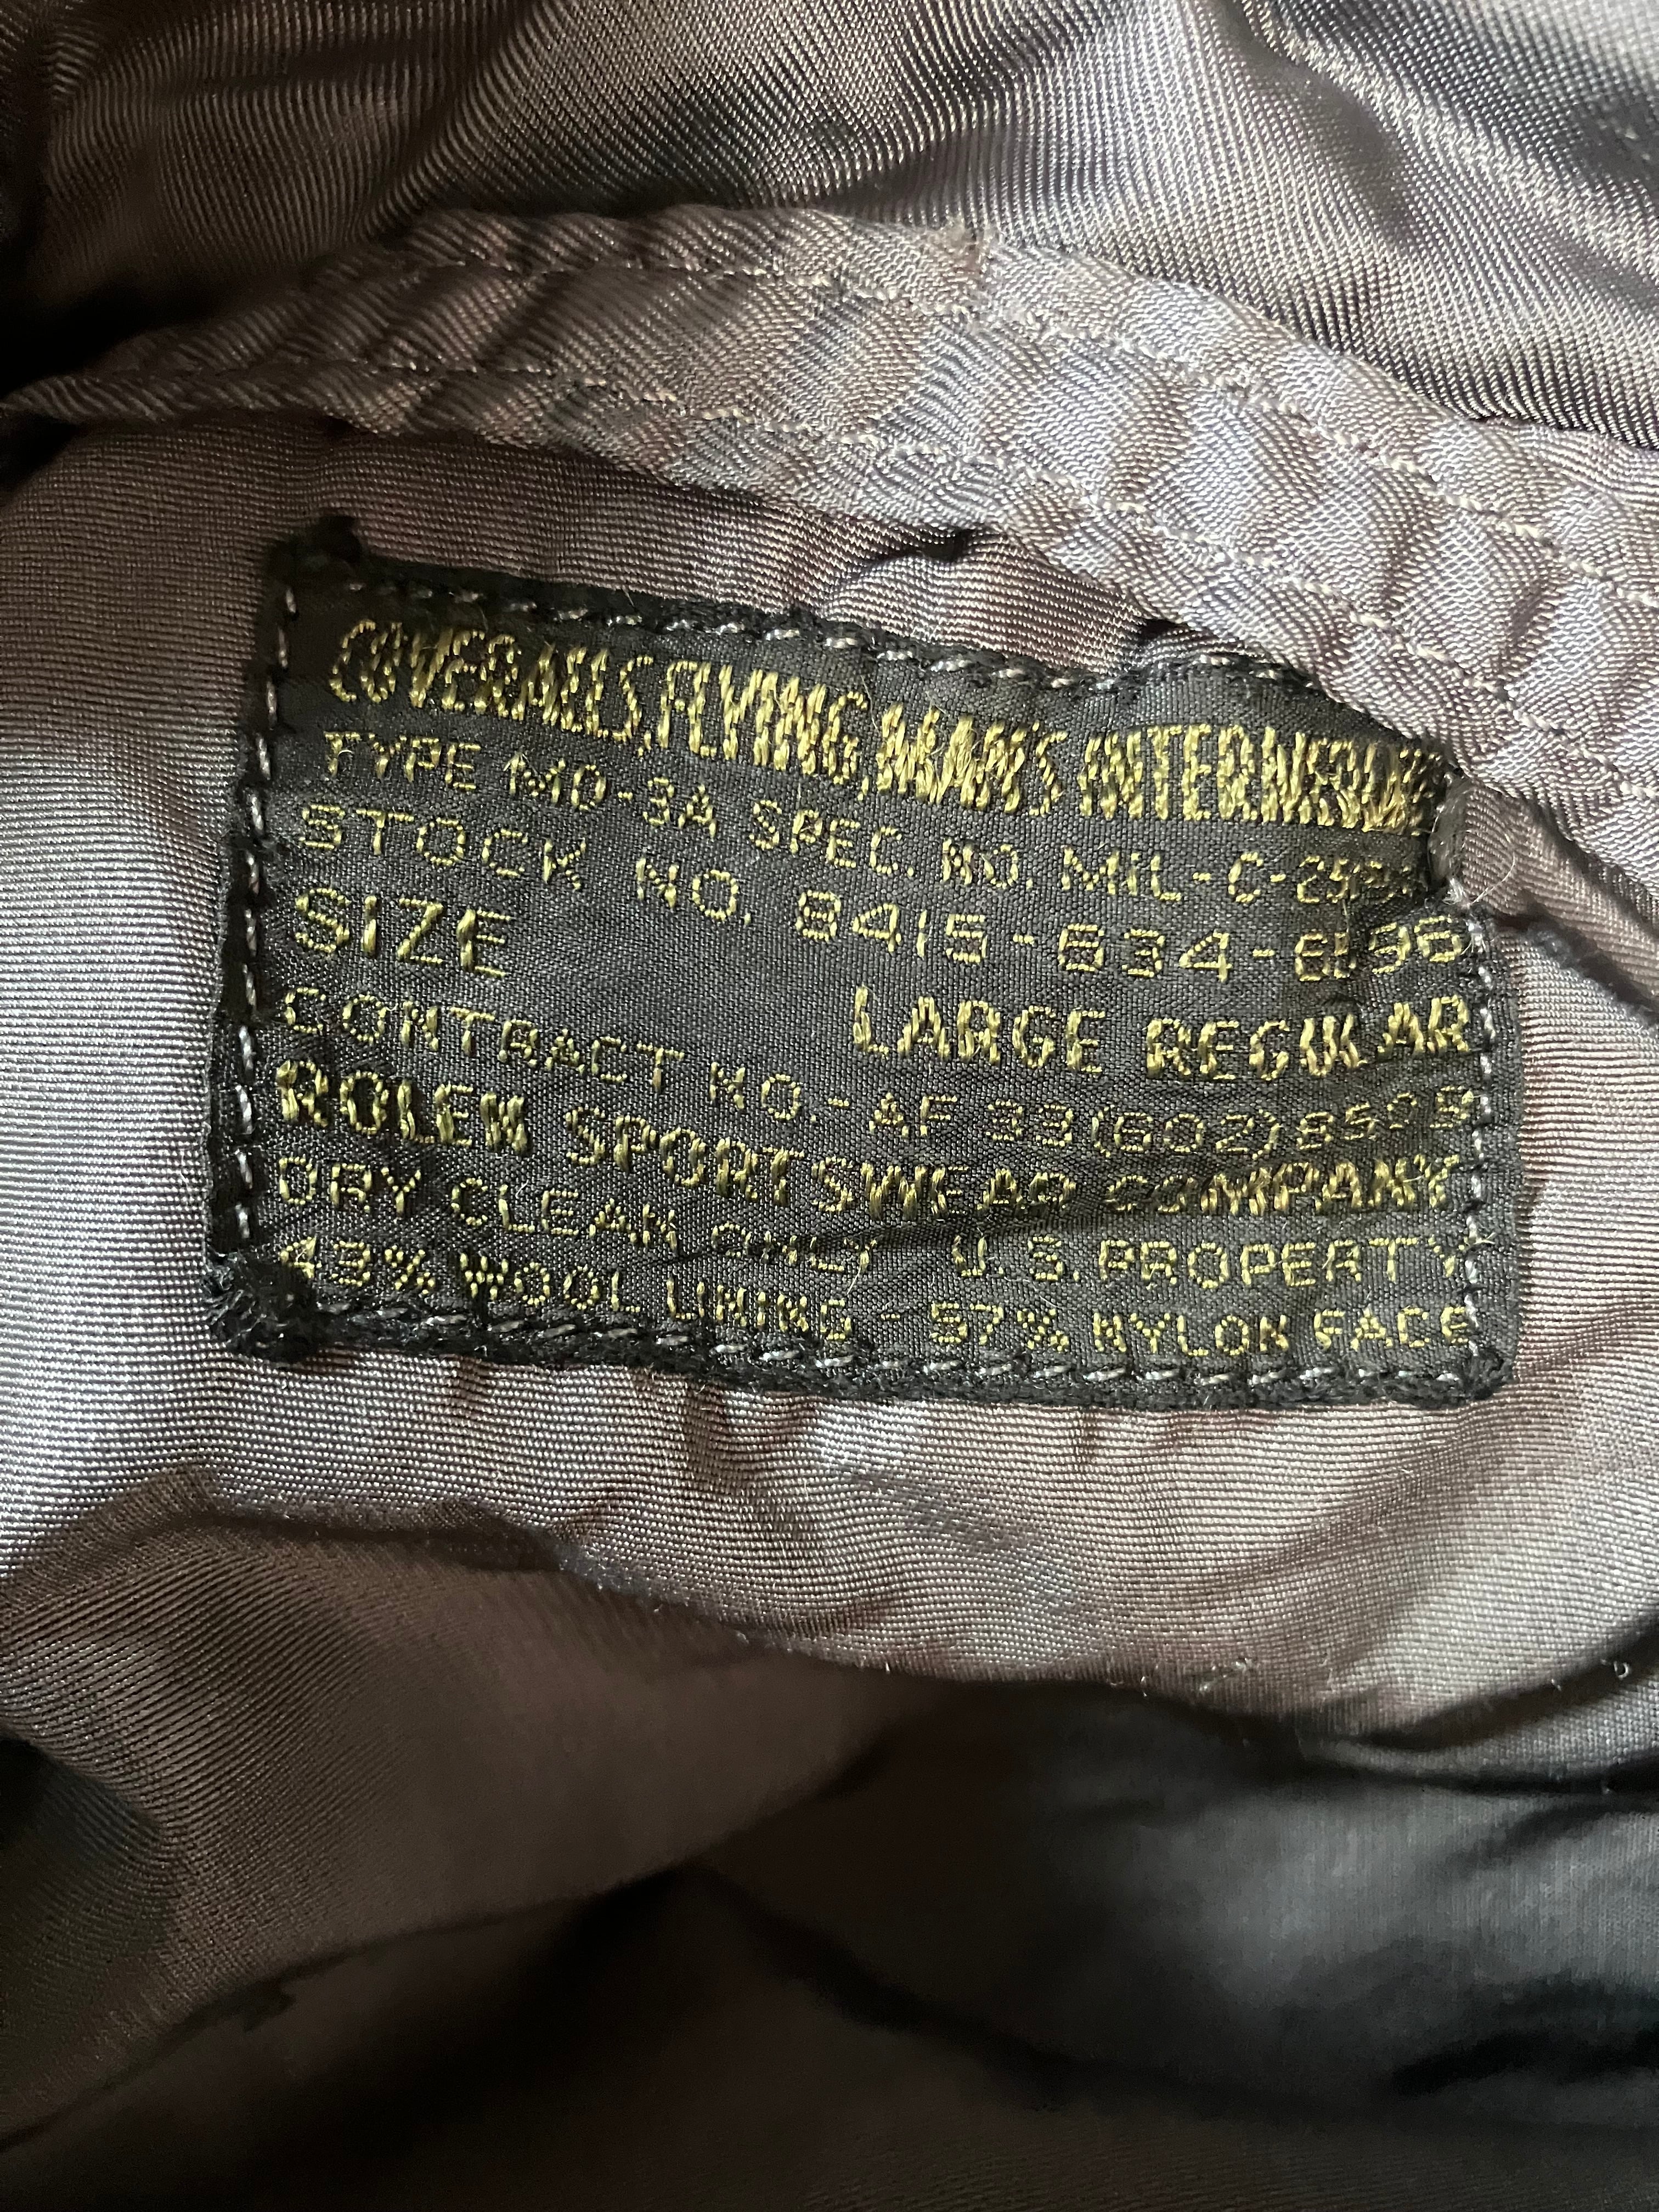 COVERALLS, FLYING, MAN'S INTERMEDIATE
TYPE MD-3A SPEC. NO. MIL-C-
STOCK NO. 8415-634-
SIZE LARGE REGULAR
CONTRACT NO.-AF 33(602)
ROLEN SPORTSWEAR COMPANY
DRY CLEAN ONLY U.S. PROPERTY
43% WOOL LINING - 57% NYLON FACE